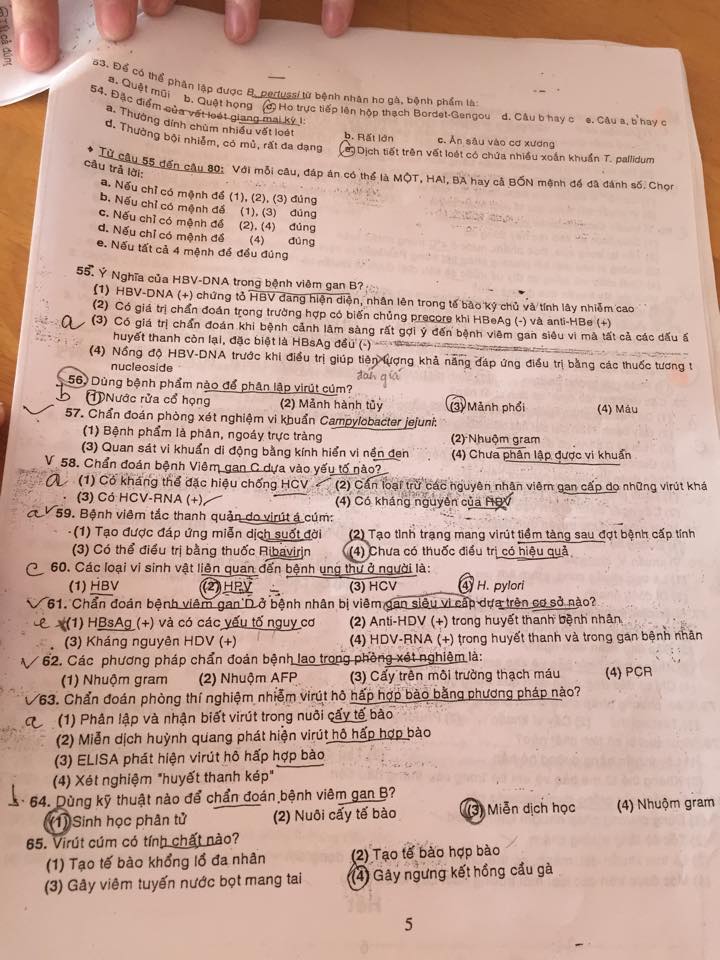 53. Để có thể phân lập được B. pertussi từ bệnh nhân ho gà, bệnh phẩm là:
a. Quệt mũi b. Quệt họng c. Ho trực tiếp lên hộp thạch Bordet-Gengou d. Câu b hay c e. Câu a, b hay c
54. Đặc điểm của vết loét giang mai kỳ I:
a. Thường dính chùm nhiều vết loét b. Rất lớn c. Ăn sâu vào cơ xương
d. Thường bội nhiễm, có mủ, rất đa dạng e. Dịch tiết trên vết loét có chứa nhiều xoắn khuẩn T. pallidum
♦ Từ câu 55 đến câu 80: Với mỗi câu, đáp án có thể là MỘT, HAI, BA hay cả BỐN mệnh đề đã đánh số. Chọn
câu trả lời:
a. Nếu chỉ có mệnh đề (1), (2), (3) đúng
b. Nếu chỉ có mệnh đề (1), (3) đúng
c. Nếu chỉ có mệnh đề (2), (4) đúng
d. Nếu chỉ có mệnh đề (4) đúng
e. Nếu tất cả 4 mệnh đề đều đúng
55. Ý Nghĩa của HBV-DNA trong bệnh viêm gan B?
(1) HBV-DNA (+) chứng tỏ HBV đang hiện diện, nhân lên trong tế bào ký chủ và tính lây nhiễm cao
(2) Có giá trị chẩn đoán trong trường hợp có biến chủng precore khi HBeAg (-) và anti-HBe (+)
a (3) Có giá trị chẩn đoán khi bệnh cảnh lâm sàng rất gợi ý đến bệnh viêm gan siêu vi mà tất cả các dấu ấ
huyết thanh còn lại, đặc biệt là HBsAg đều (-)
(4) Nồng độ HBV-DNA trước khi điều trị giúp tiên lượng khả năng đáp ứng điều trị bằng các thuốc tương t
nucleoside
đánh giá
56. Dùng bệnh phẩm nào để phân lập virút cúm?
b (1) Nước rửa cổ họng (2) Mảnh hành tủy (3) Mảnh phổi (4) Máu
57. Chẩn đoán phòng xét nghiệm vi khuẩn Campylobacter jejuni:
(1) Bệnh phẩm là phân, ngoáy trực tràng (2) Nhuộm gram
(3) Quan sát vi khuẩn di động bằng kính hiển vi nền đen (4) Chưa phân lập được vi khuẩn
58. Chẩn đoán bệnh Viêm gan C dựa vào yếu tố nào?
a (1) Có kháng thể đặc hiệu chống HCV (2) Cần loại trừ các nguyên nhân viêm gan cấp do những virút khá
(3) Có HCV-RNA (+) (4) Có kháng nguyên của HBV
a 59. Bệnh viêm tắc thanh quản do virút á cúm:
(1) Tạo được đáp ứng miễn dịch suốt đời (2) Tạo tình trạng mang virút tiềm tàng sau đợt bệnh cấp tính
(3) Có thể điều trị bằng thuốc Ribavirin (4) Chưa có thuốc điều trị có hiệu quả
e 60. Các loại vi sinh vật liên quan đến bệnh ung thư ở người là:
(1) HBV (2) HPV (3) HCV (4) H. pylori
61. Chẩn đoán bệnh viêm gan D ở bệnh nhân bị viêm gan siêu vi cấp dựa trên cơ sở nào?
e (1) HBsAg (+) và có các yếu tố nguy cơ (2) Anti-HDV (+) trong huyết thanh bệnh nhân
(3) Kháng nguyên HDV (+) (4) HDV-RNA (+) trong huyết thanh và trong gan bệnh nhân
62. Các phương pháp chẩn đoán bệnh lao trong phòng xét nghiệm là:
(1) Nhuộm gram (2) Nhuộm AFP (3) Cấy trên môi trường thạch máu (4) PCR
63. Chẩn đoán phòng thí nghiệm nhiễm virút hô hấp hợp bào bằng phương pháp nào?
a (1) Phân lập và nhận biết virút trong nuôi cấy tế bào
(2) Miễn dịch huỳnh quang phát hiện virút hô hấp hợp bào
(3) ELISA phát hiện virút hô hấp hợp bào
(4) Xét nghiệm "huyết thanh kép"
b 64. Dùng kỹ thuật nào để chẩn đoán bệnh viêm gan B?
(1) Sinh học phân tử (2) Nuôi cấy tế bào (3) Miễn dịch học (4) Nhuộm gram
65. Virút cúm có tính chất nào?
(1) Tạo tế bào khổng lồ đa nhân (2) Tạo tế bào hợp bào
(3) Gây viêm tuyến nước bọt mang tai (4) Gây ngưng kết hồng cầu gà
5